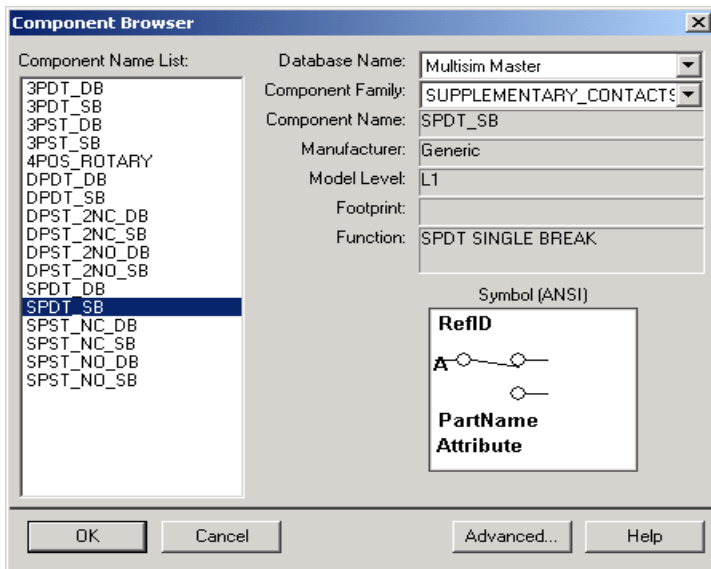 Component Browser
Component Name List:
3PDT_DB
3PDT_SB
3PST_DB
3PST_SB
4POS_ROTARY
DPDT_DB
DPDT_SB
DPST_2NC_DB
DPST_2NC_SB
DPST_2NO_DB
DPST_2NO_SB
SPDT_DB
SPDT_SB
SPST_NC_DB
SPST_NC_SB
SPST_NO_DB
SPST_NO_SB
Database Name: Multisim Master
Component Family: SUPPLEMENTARY_CONTACTS
Component Name: SPDT_SB
Manufacturer: Generic
Model Level: L1
Footprint:
Function: SPDT SINGLE BREAK
Symbol (ANSI)
RefID
A
PartName
Attribute
OK Cancel Advanced... Help